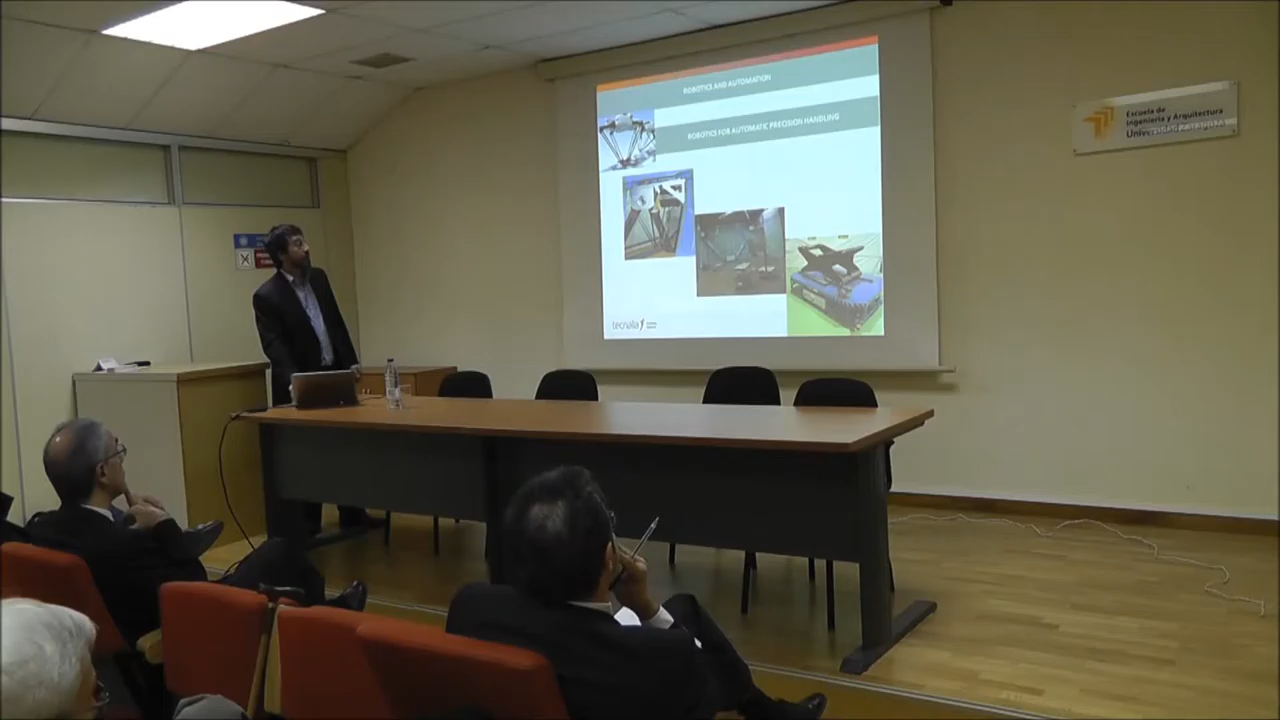 ROBOTICS AND AUTOMATION
ROBOTICS FOR AUTOMATIC PRECISION HANDLING
tecnalia
Escuela de
Ingeniería y Arquitectura